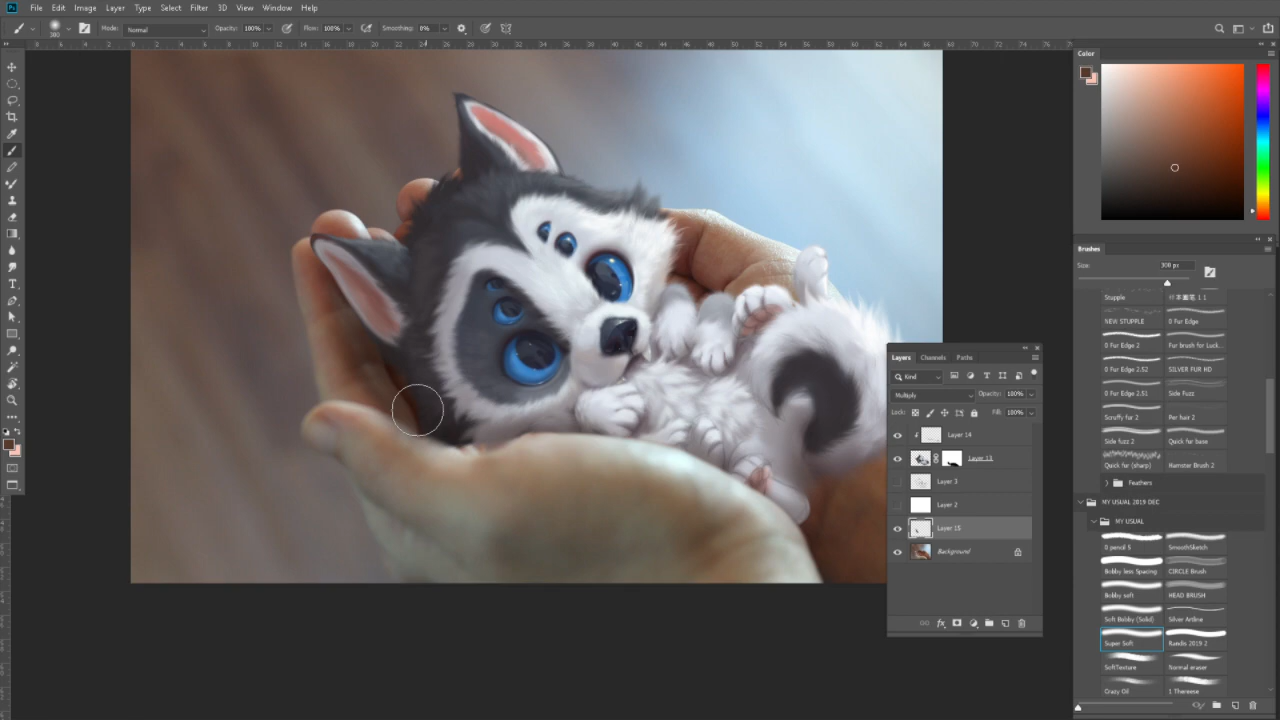 Ps File Edit Image Layer Type Select Filter 3D View Window Help
300 Mode: Normal Opacity: 100% Flow: 100% Smoothing: 0%
Color
Brushes
Size: 300 px
Stupple
NEW STUPPLE 0 Fur Edge
0 Fur Edge 2 Fur brush for Luck...
0 Fur Edge 2.52 SILVER FUR HD
0 Fur Edge 2.51 Side Fuzz
Scruffy fur 2 Per hair 2
Side fuzz 2 Quick fur base
Quick fur (sharp) Hamster Brush 2
Feathers
MY USUAL 2019 DEC
MY USUAL
0 pencil 5 SmoothSketch
Bobby less Spacing CIRCLE Brush
Bobby soft HEAD BRUSH
Soft Bobby (Solid) Silver Artline
Super Soft Randis 2019 2
SoftTexture Normal eraser
Crazy Oil 1 Thereese
Layers Channels Paths
Kind
Multiply Opacity: 100%
Lock: Fill: 100%
Layer 14
Layer 13
Layer 3
Layer 2
Layer 15
Background